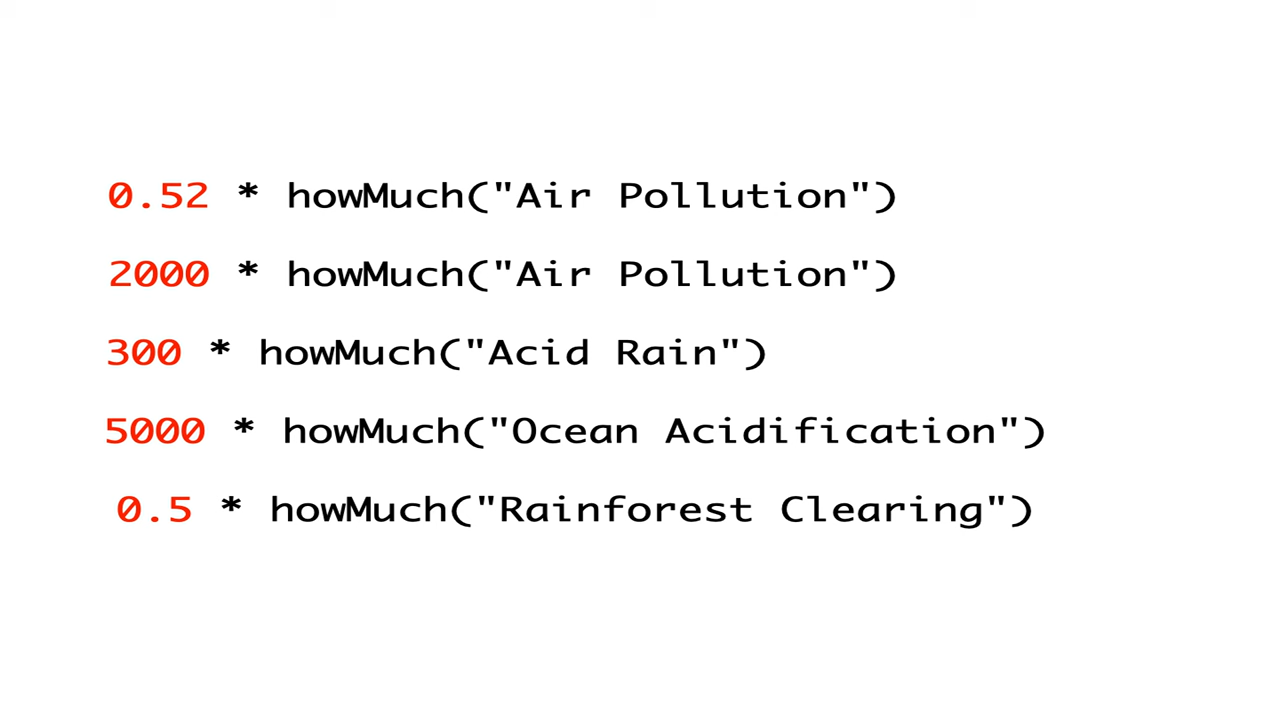 0.52 * howMuch("Air Pollution")
2000 * howMuch("Air Pollution")
300 * howMuch("Acid Rain")
5000 * howMuch("Ocean Acidification")
0.5 * howMuch("Rainforest Clearing")